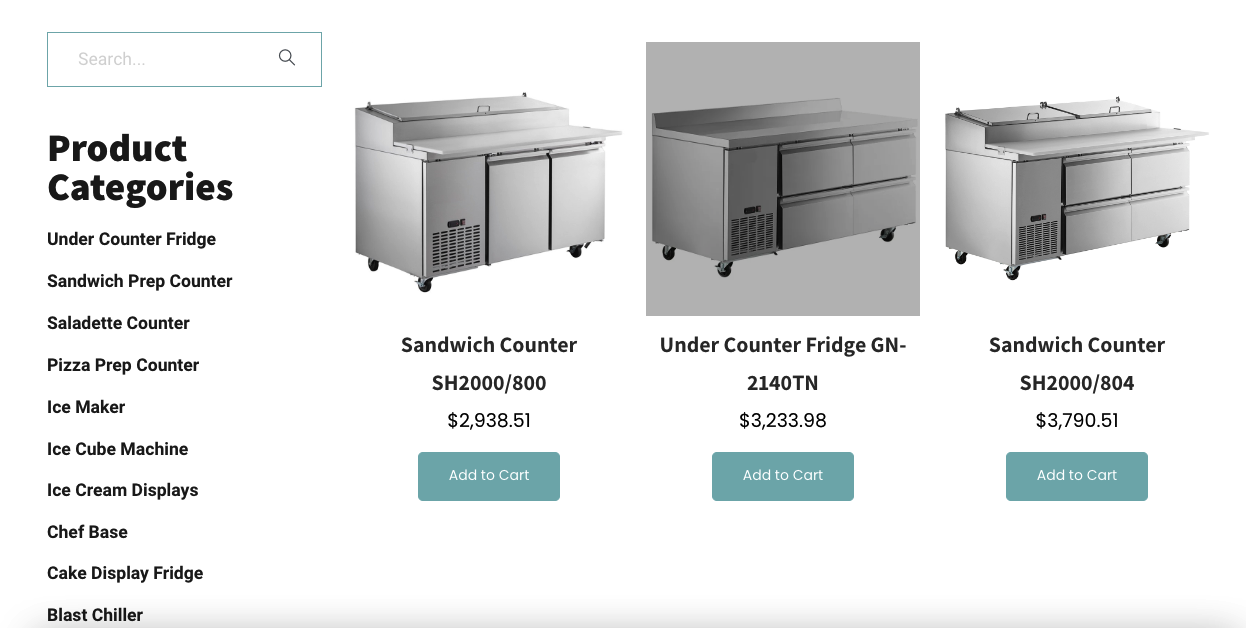 Search...
Product
Categories
Under Counter Fridge
Sandwich Prep Counter
Saladette Counter
Pizza Prep Counter
Ice Maker
Ice Cube Machine
Ice Cream Displays
Chef Base
Cake Display Fridge
Blast Chiller
Sandwich Counter
SH2000/800
$2,938.51
Add to Cart
Under Counter Fridge GN-
2140TN
$3,233.98
Add to Cart
Sandwich Counter
SH2000/804
$3,790.51
Add to Cart